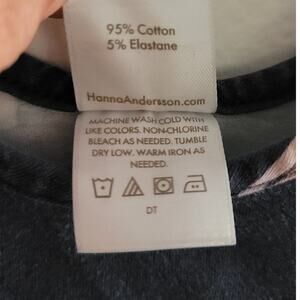 95% Cotton
5% Elastane
HannaAndersson.com
MACHINE WASH COLD WITH
LIKE COLORS. NON-CHLORINE
BLEACH AS NEEDED. TUMBLE
DRY LOW. WARM IRON AS
NEEDED.
DT